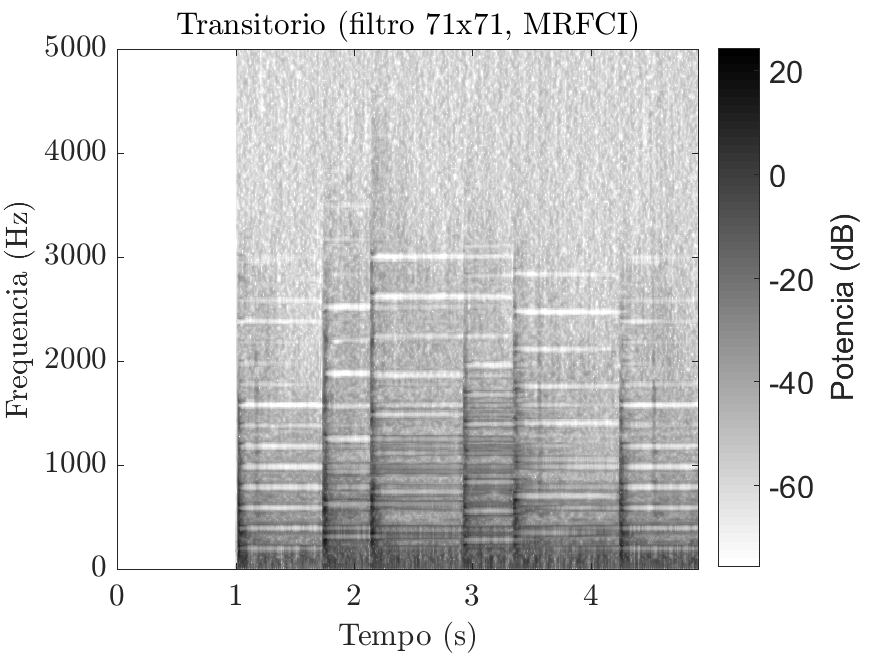 Transitorio (filtro 71x71, MRFCI)
5000
4000
3000
2000
1000
0
Frequencia (Hz)
0 1 2 3 4
Tempo (s)
20
0
-20
-40
-60
Potencia (dB)